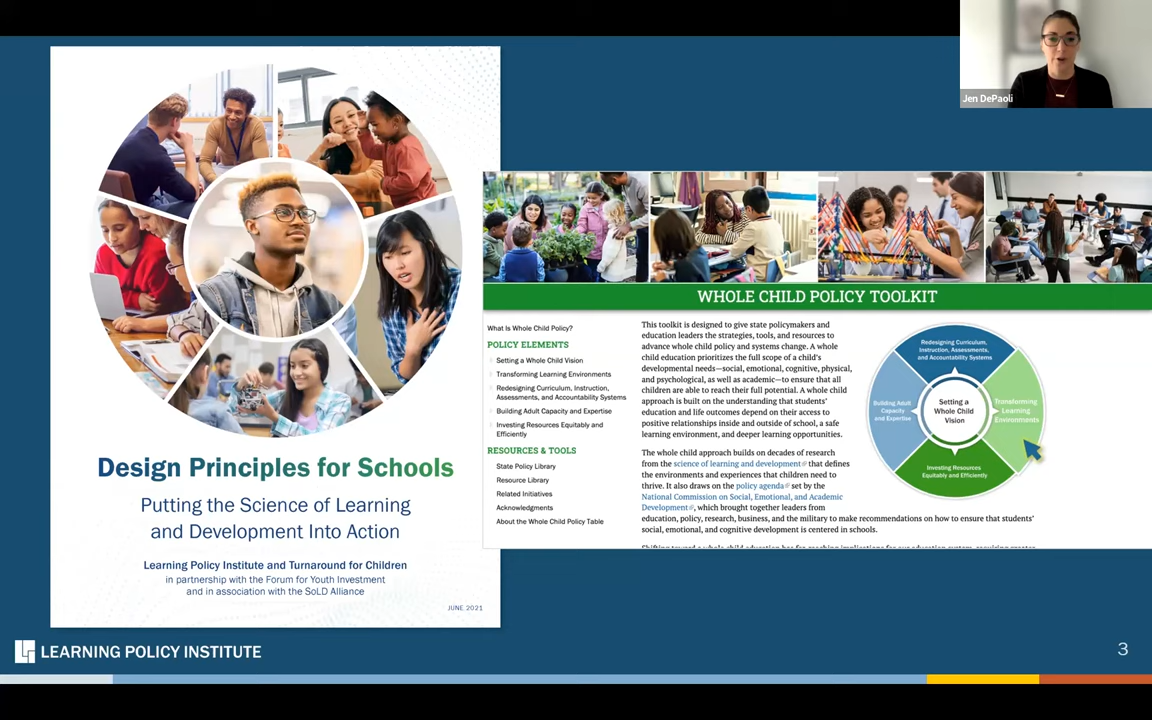 Jen DePaoli
Design Principles for Schools
Putting the Science of Learning
and Development Into Action
Learning Policy Institute and Turnaround for Children
in partnership with the Forum for Youth Investment
and in association with the SoLD Alliance
JUNE 2021
WHOLE CHILD POLICY TOOLKIT
What Is Whole Child Policy?
POLICY ELEMENTS
Setting a Whole Child Vision
Transforming Learning Environments
Redesigning Curriculum, Instruction,
Assessments, and Accountability Systems
Building Adult Capacity and Expertise
Investing Resources Equitably and
Efficiently
RESOURCES & TOOLS
State Policy Library
Resource Library
Related Initiatives
Acknowledgments
About the Whole Child Policy Table
This toolkit is designed to give state policymakers and
education leaders the strategies, tools, and resources to
advance whole child policy and systems change. A whole
child education prioritizes the full scope of a child's
developmental needs—social, emotional, cognitive, physical,
and psychological, as well as academic—to ensure that all
children are able to reach their full potential. A whole child
approach is built on the understanding that students'
education and life outcomes depend on their access to
positive relationships inside and outside of school, a safe
learning environment, and deeper learning opportunities.
The whole child approach builds on decades of research
from the science of learning and development that defines
the environments and experiences that children need to
thrive. It also draws on the policy agenda set by the
National Commission on Social, Emotional, and Academic
Development, which brought together leaders from
education, policy, research, business, and the military to make recommendations on how to ensure that students'
social, emotional, and cognitive development is centered in schools.
Redesigning Curriculum,
Instruction, Assessments,
and Accountability Systems
Building Adult
Capacity
and Expertise
Setting a
Whole Child
Vision
Transforming
Learning
Environments
Investing Resources
Equitably and Efficiently
LEARNING POLICY INSTITUTE
3